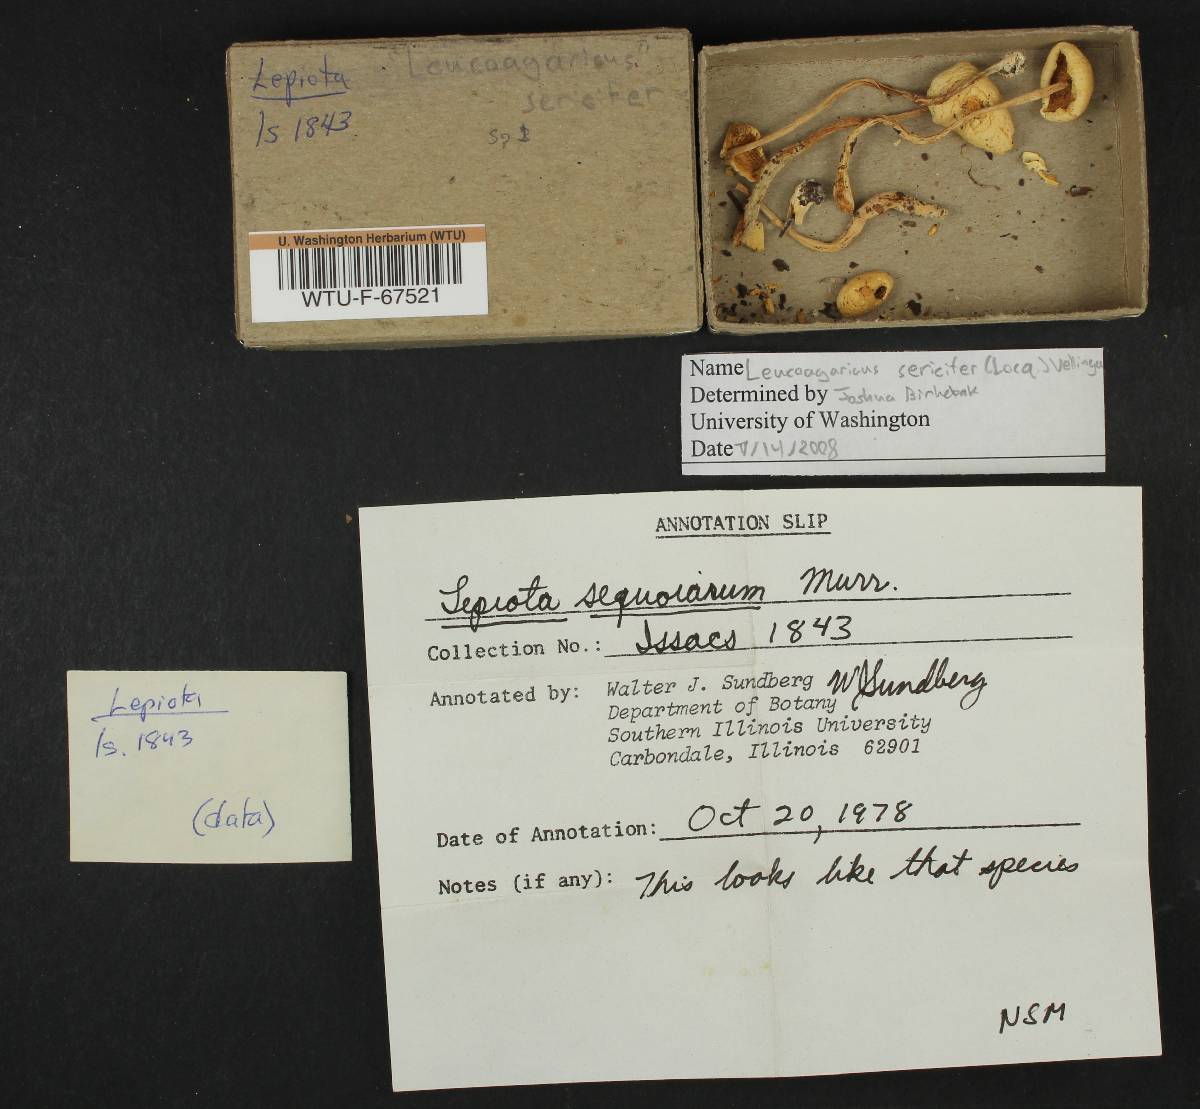 Lepiota
Is 1843
Leucoagaricus
sericifer
U. Washington Herbarium (WTU)
WTU-F-67521
Name Leucoagaricus sericifer (Locq.) Vellinga
Determined by Joshua Birkebak
University of Washington
Date /14/2008
ANNOTATION SLIP
Lepiota sequoiarum Murr.
Collection No.: Issacs 1843
Annotated by: Walter J. Sundberg WJSundberg
Department of Botany
Southern Illinois University
Carbondale, Illinois 62901
Date of Annotation: Oct 20, 1978
Notes (if any): This looks like that species
NSM
Lepiota
Is. 1843
(data)